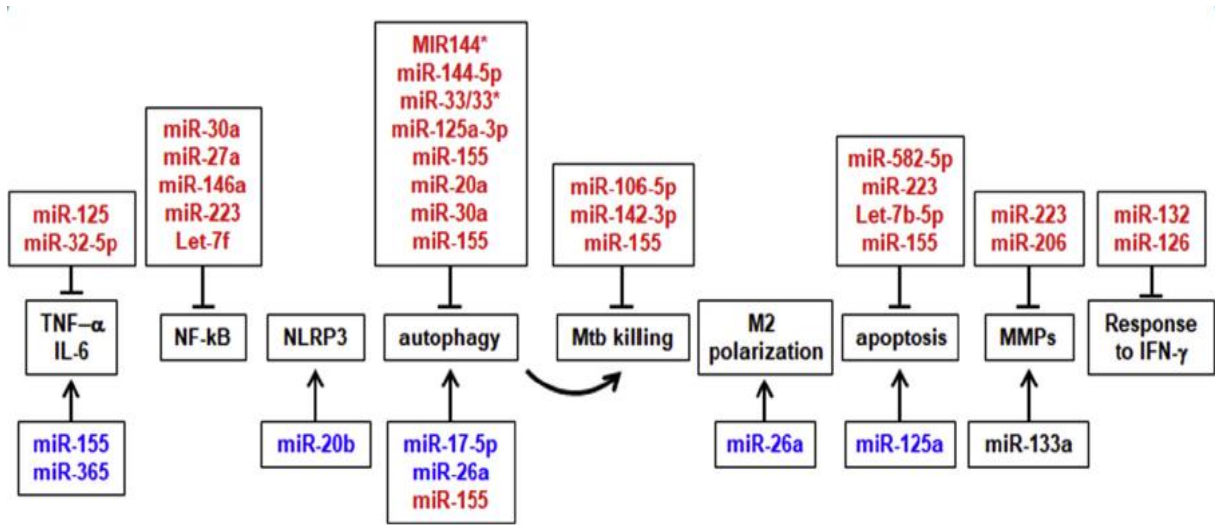 MIR144*
miR-144-5p
miR-33/33*
miR-125a-3p
miR-155
miR-20a
miR-30a
miR-155
miR-30a
miR-27a
miR-146a
miR-223
Let-7f
miR-582-5p
miR-223
Let-7b-5p
miR-155
miR-106-5p
miR-142-3p
miR-155
miR-125
miR-32-5p
miR-223
miR-206
miR-132
miR-126
TNF-α
IL-6
NF-kB
NLRP3
autophagy
Mtb killing
M2
polarization
apoptosis
MMPs
Response
to IFN-γ
miR-155
miR-365
miR-20b
miR-17-5p
miR-26a
miR-155
miR-26a
miR-125a
miR-133a